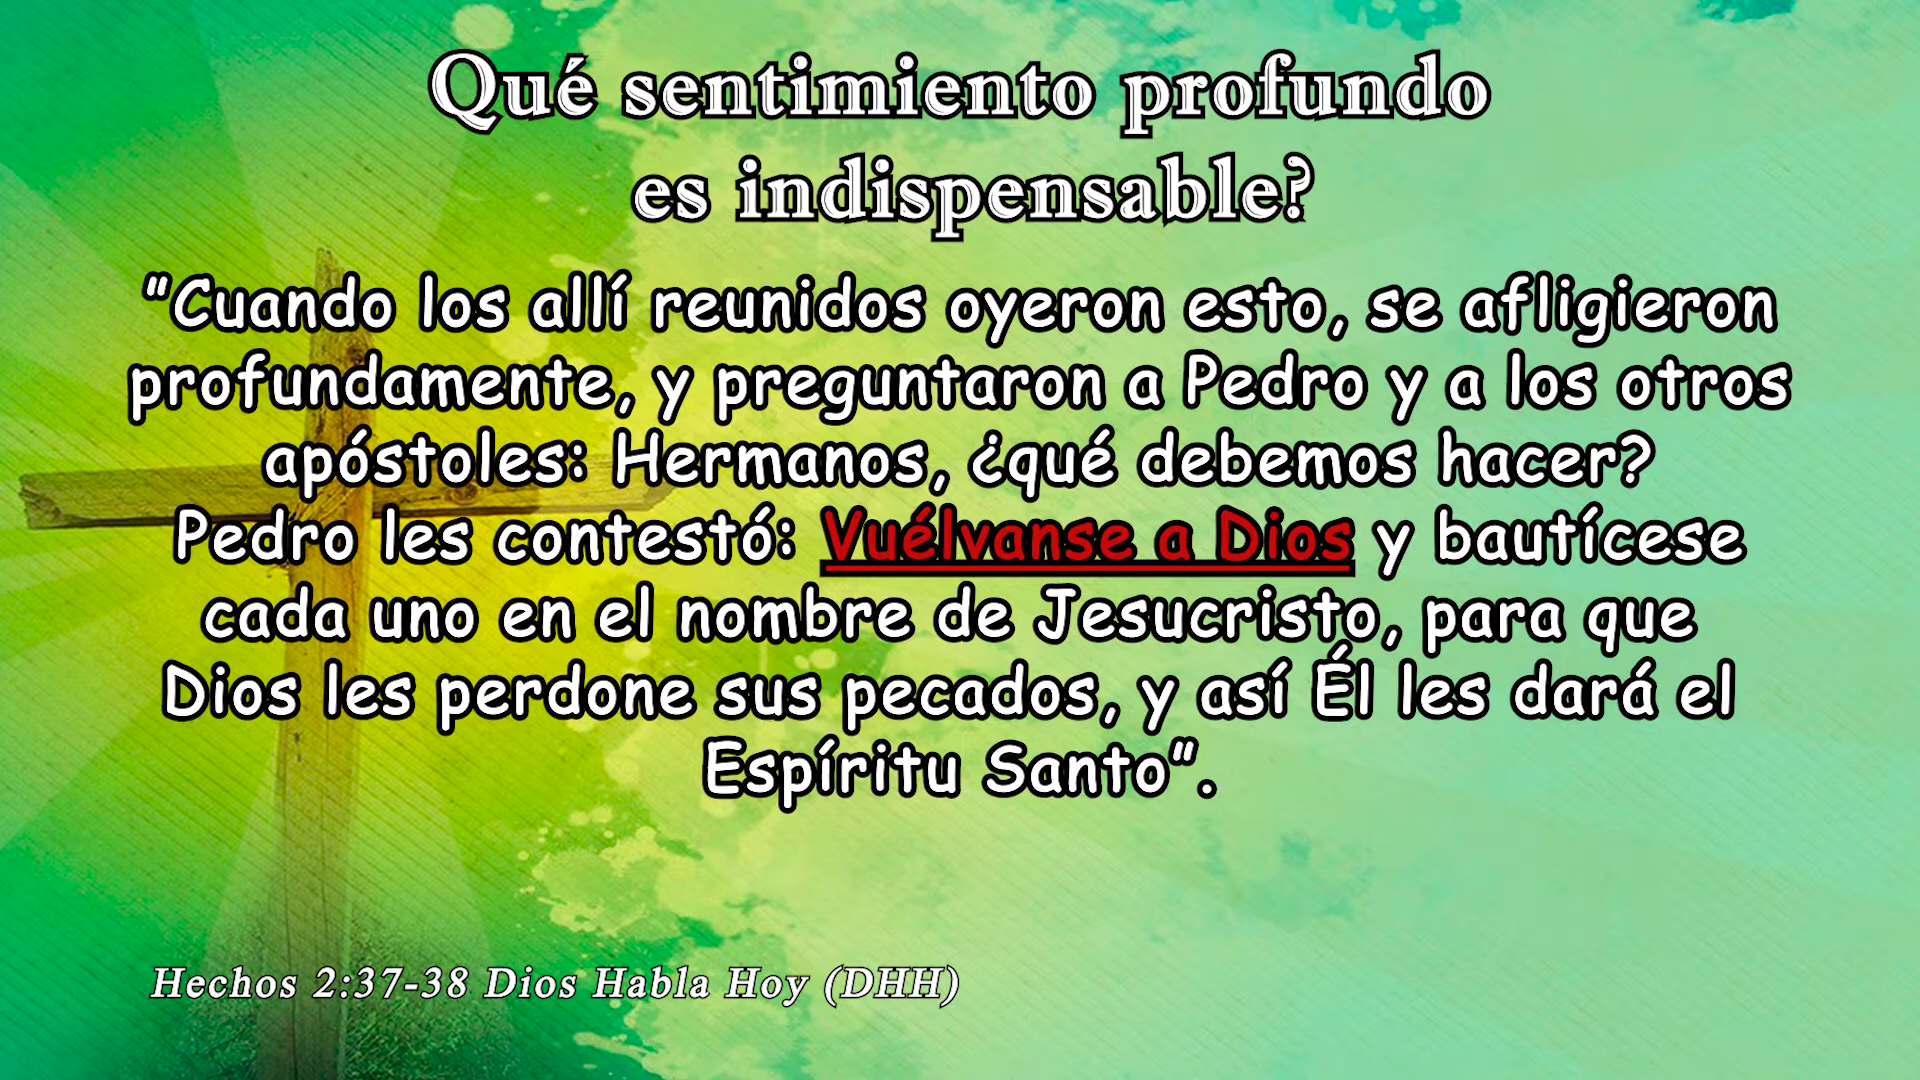 Qué sentimiento profundo
es indispensable?
"Cuando los allí reunidos oyeron esto, se afligieron
profundamente, y preguntaron a Pedro y a los otros
apóstoles: Hermanos, ¿qué debemos hacer?
Pedro les contestó: Vuélvanse a Dios y bautícese
cada uno en el nombre de Jesucristo, para que
Dios les perdone sus pecados, y así Él les dará el
Espíritu Santo".
Hechos 2:37-38 Dios Habla Hoy (DHH)